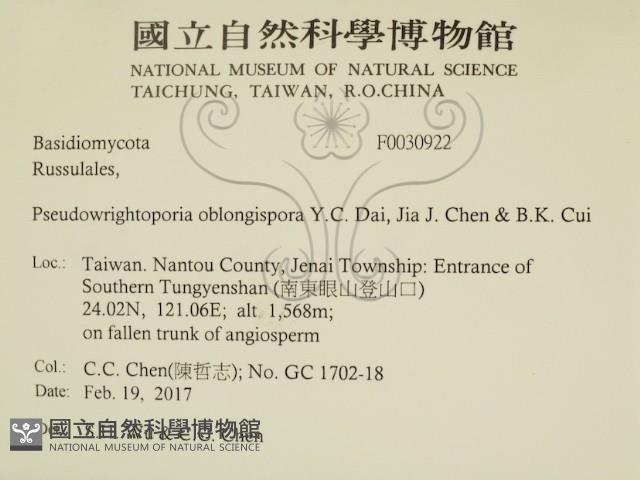 國立自然科學博物館
NATIONAL MUSEUM OF NATURAL SCIENCE
TAICHUNG, TAIWAN, R.O.CHINA
Basidiomycota F0030922
Russulales,
Pseudowrightoporia oblongispora Y.C. Dai, Jia J. Chen & B.K. Cui
Loc.: Taiwan. Nantou County, Jenai Township: Entrance of
Southern Tungyenshan (南東眼山登山口)
24.02N, 121.06E; alt 1,568m;
on fallen trunk of angiosperm
Col.: C.C. Chen(陳哲志); No. GC 1702-18
Date: Feb. 19, 2017
& C.C. Chen
國立自然科學博物館
NATIONAL MUSEUM OF NATURAL SCIENCE